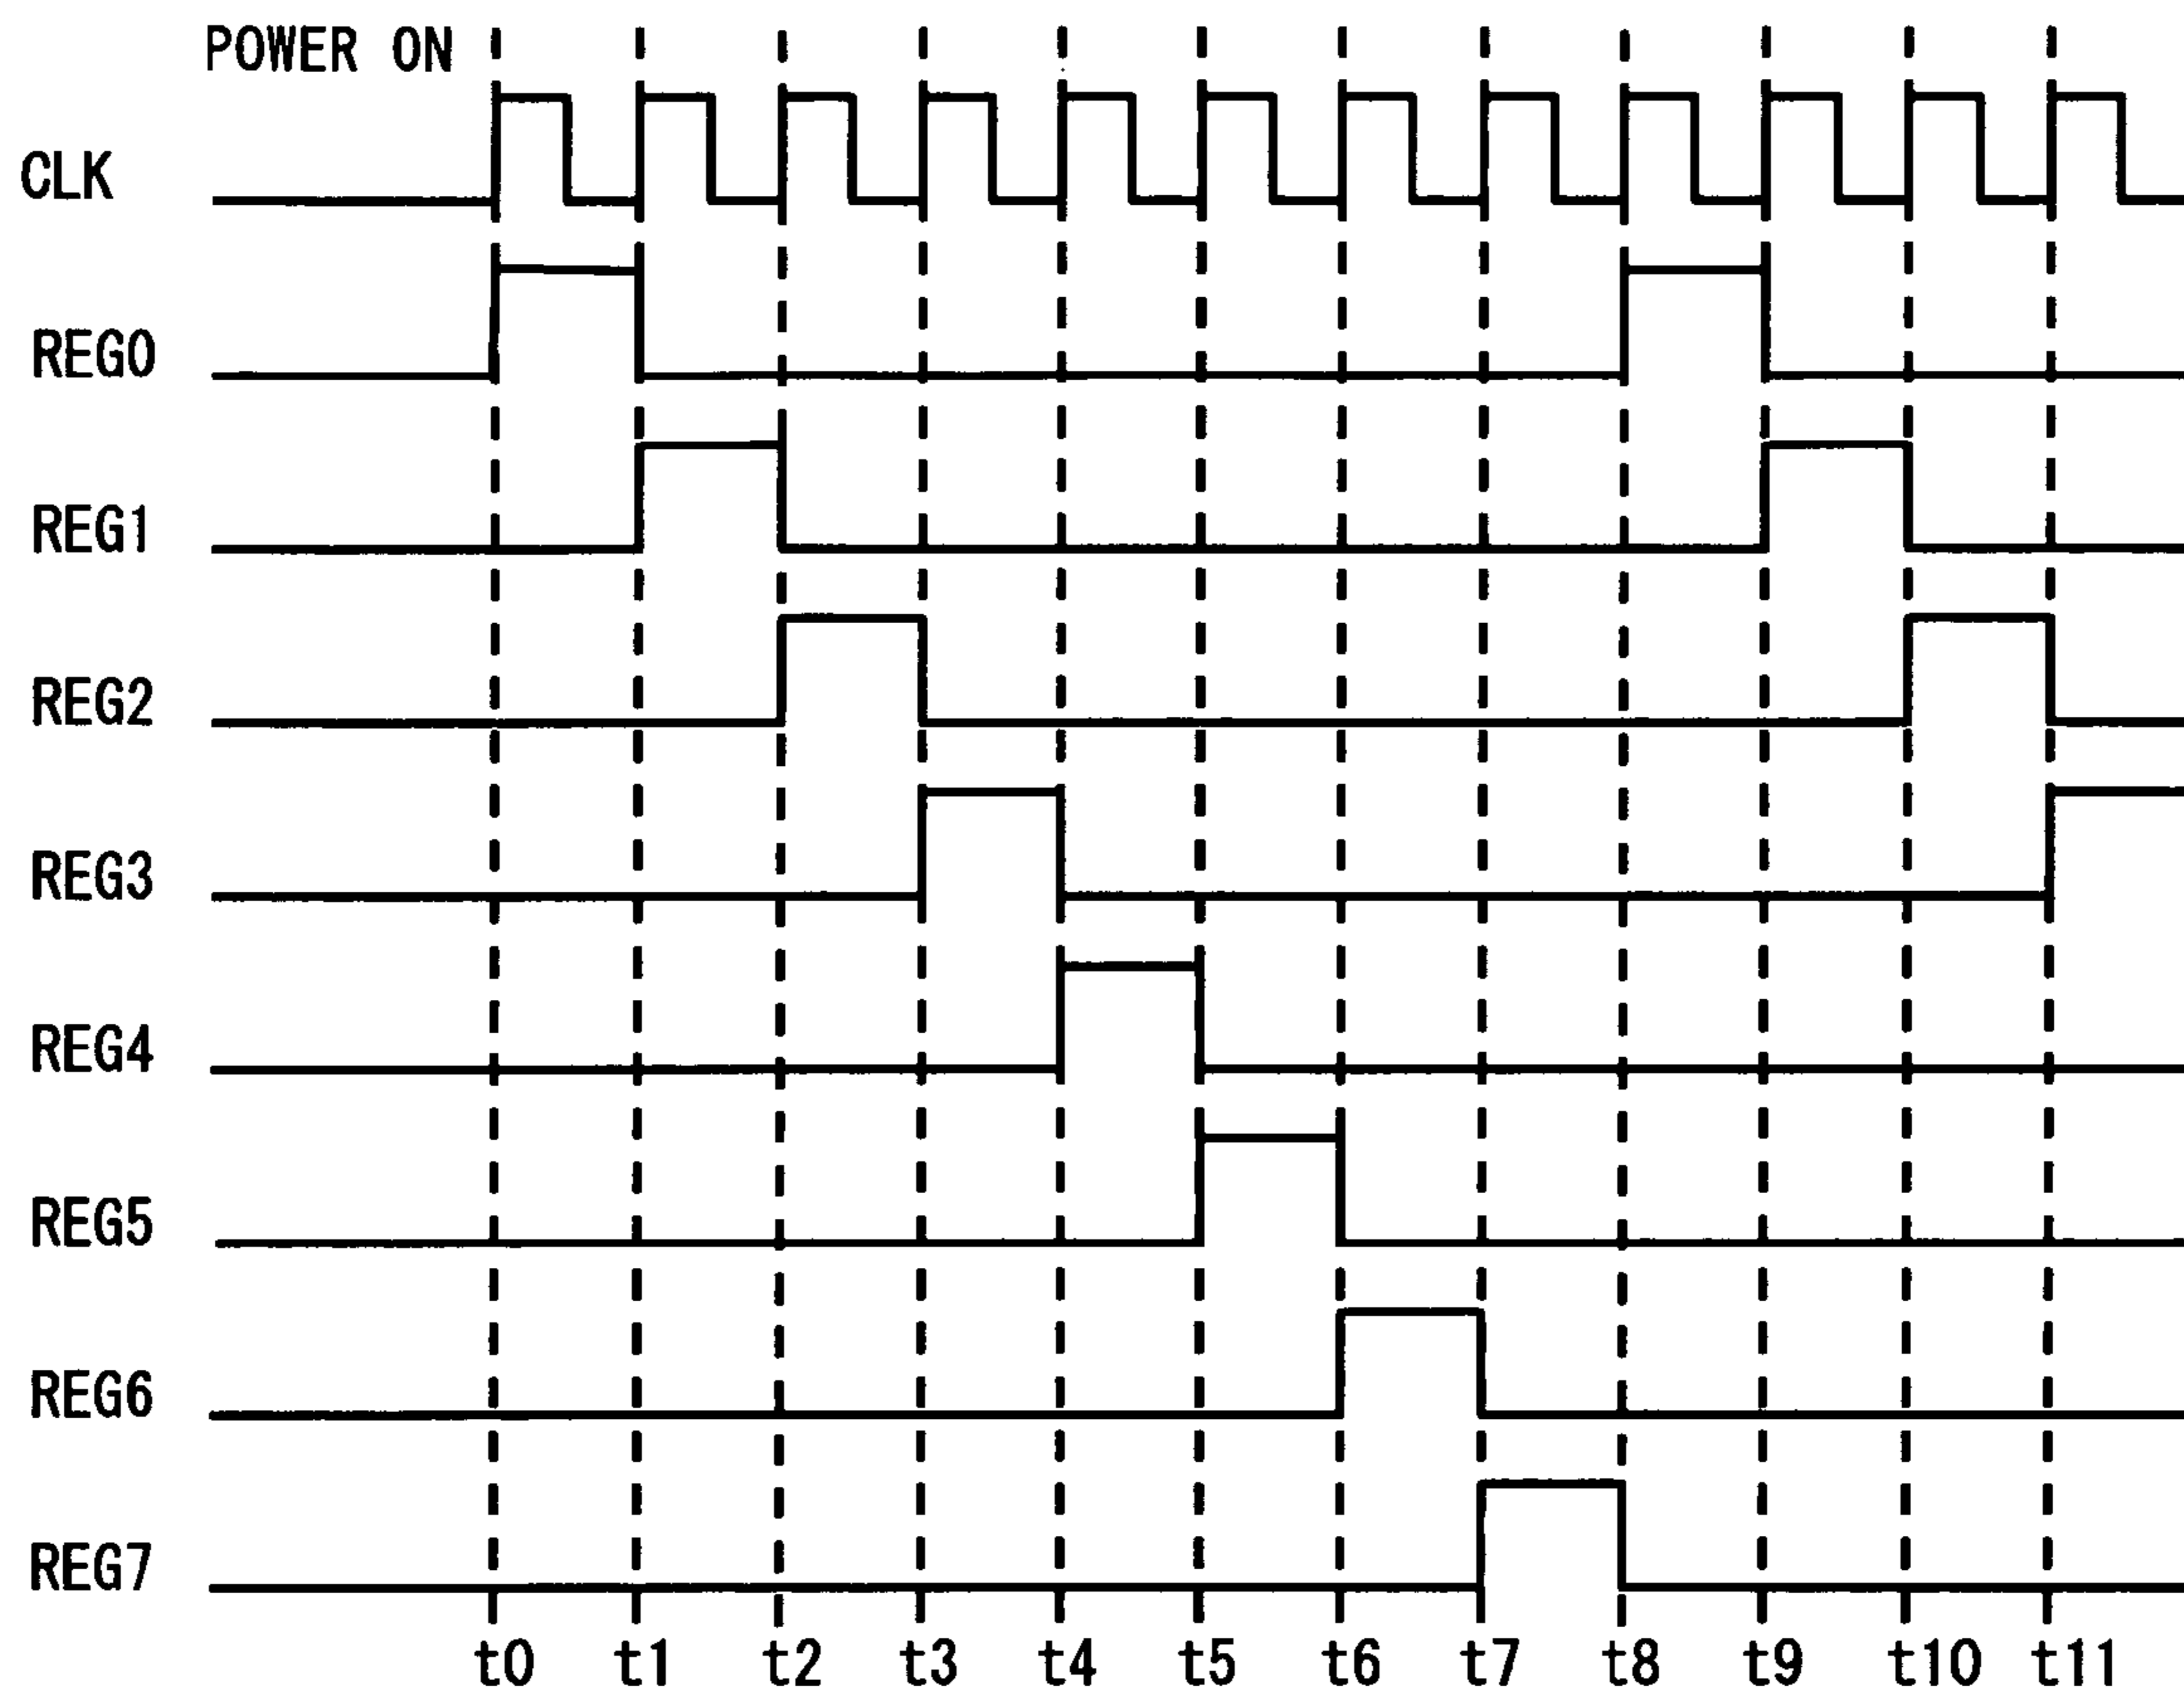 POWER ON
CLK
REG0
REG1
REG2
REG3
REG4
REG5
REG6
REG7
t0 t1 t2 t3 t4 t5 t6 t7 t8 t9 t10 t11